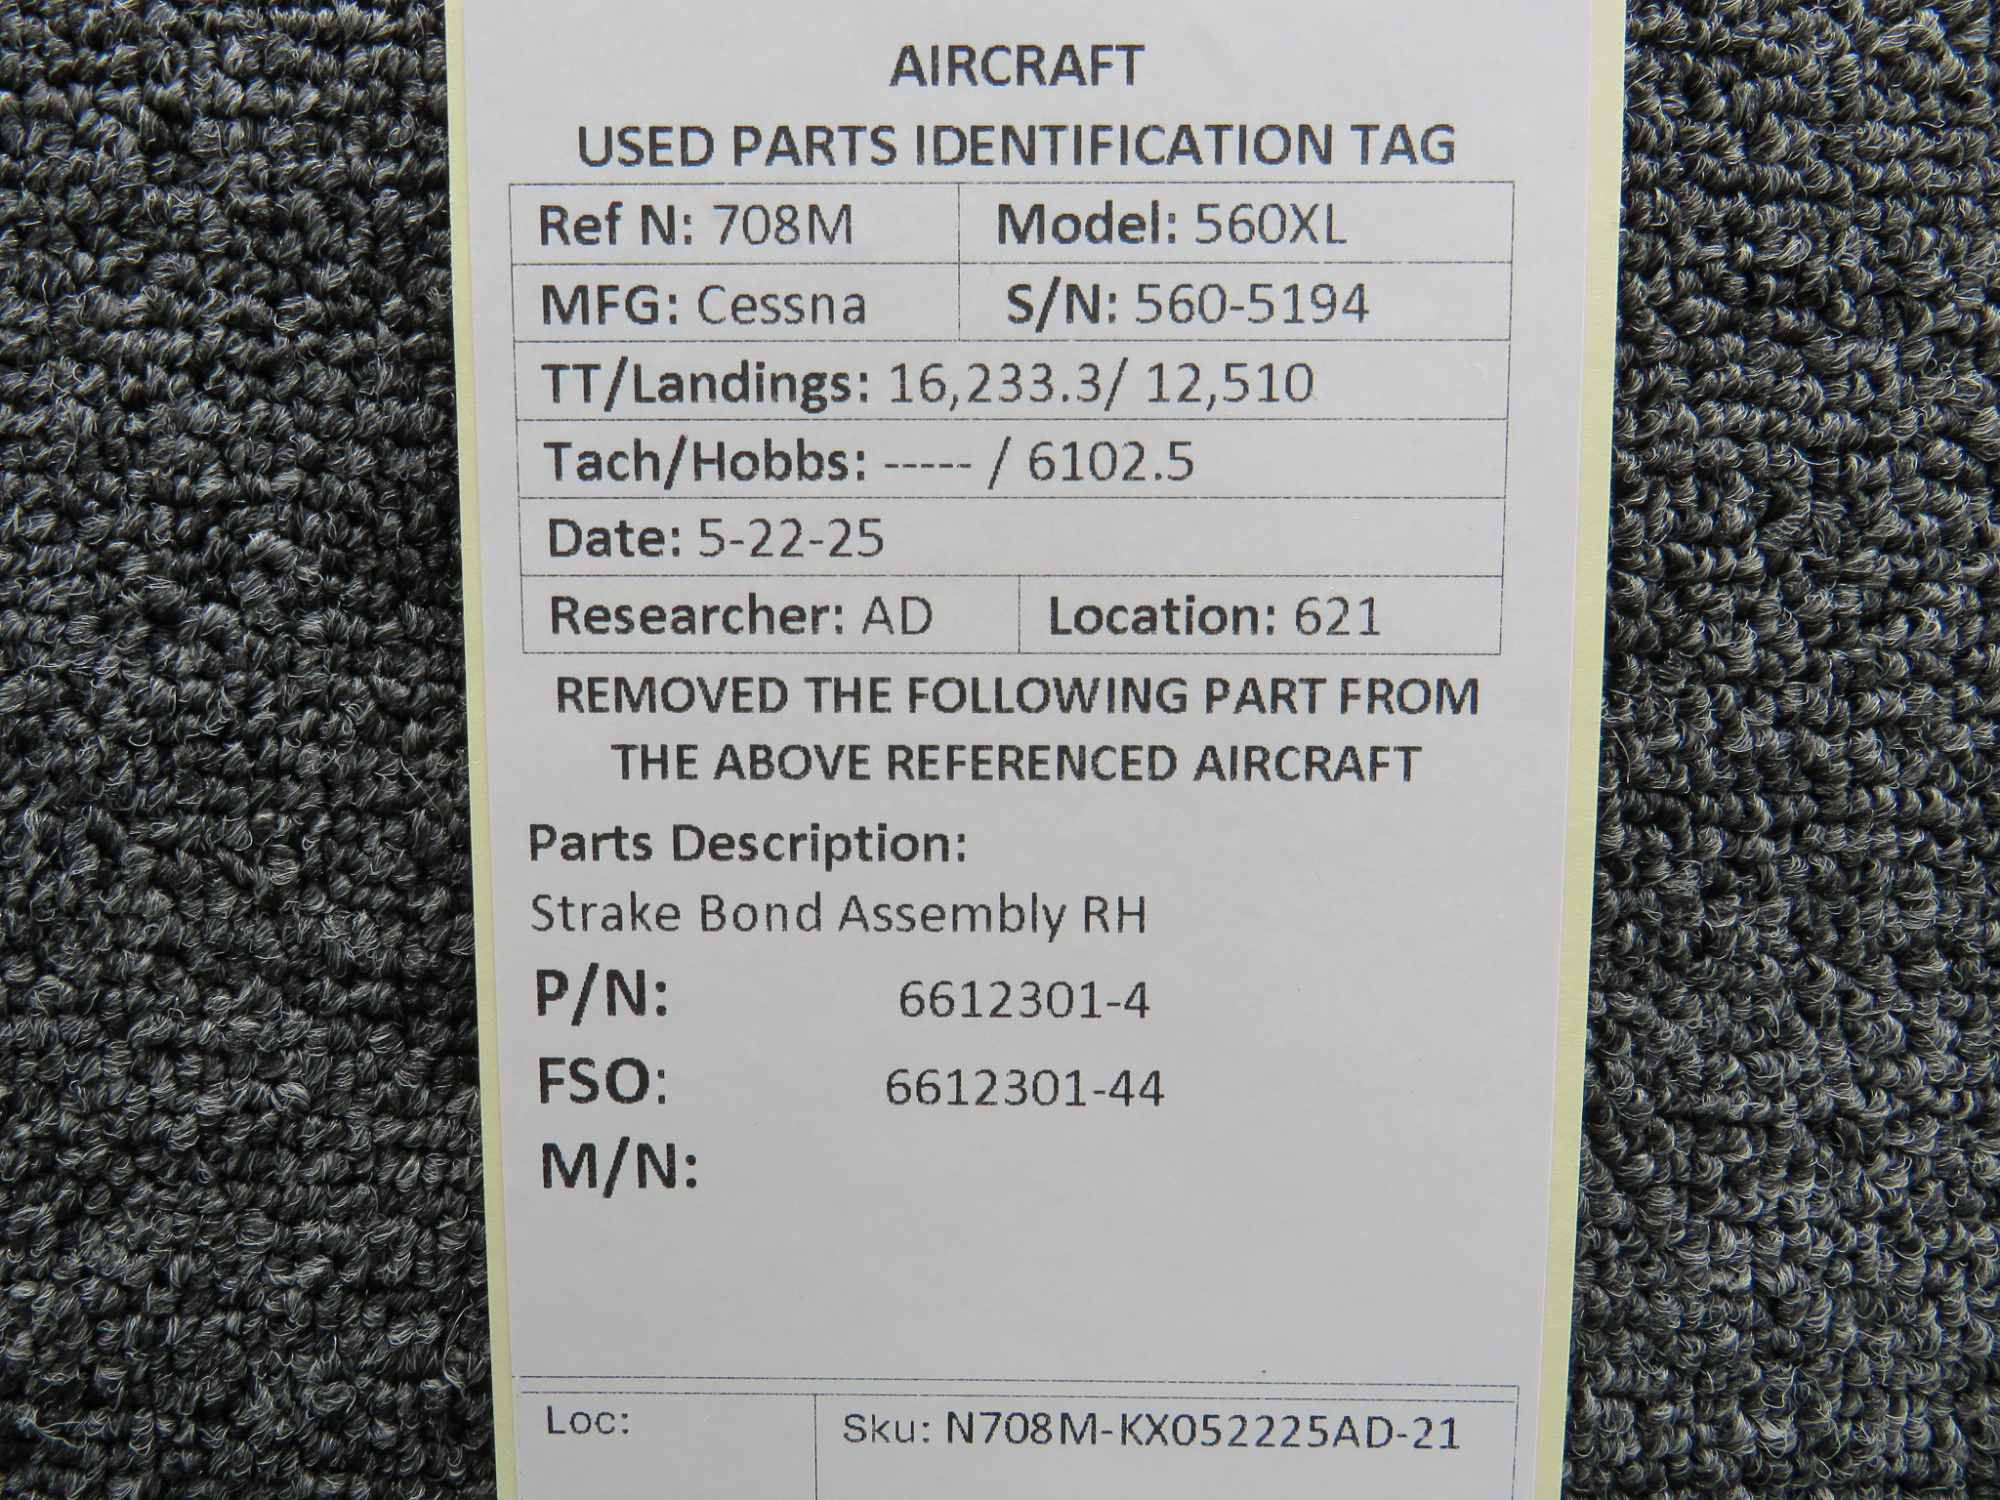 AIRCRAFT
USED PARTS IDENTIFICATION TAG
Ref N: 708M Model: 560XL
MFG: Cessna S/N: 560-5194
TT/Landings: 16,233.3/ 12,510
Tach/Hobbs: ----- / 6102.5
Date: 5-22-25
Researcher: AD Location: 621
REMOVED THE FOLLOWING PART FROM
THE ABOVE REFERENCED AIRCRAFT
Parts Description:
Strake Bond Assembly RH
P/N: 6612301-4
FSO: 6612301-44
M/N:
Loc: Sku: N708M-KX052225AD-21